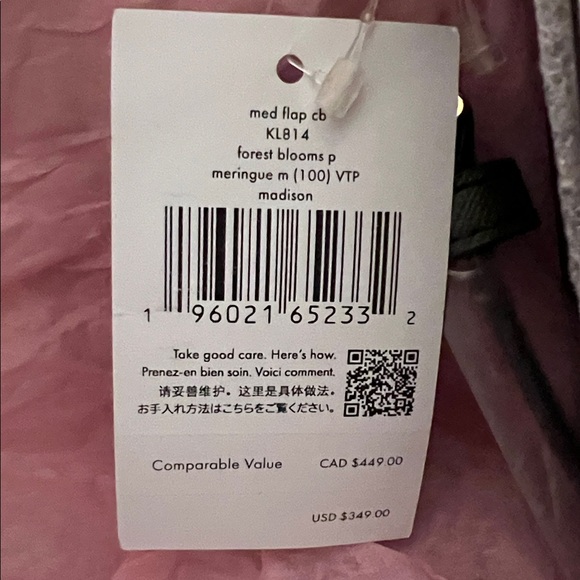 med flap cb
KL814
forest blooms p
meringue m (100) VTP
madison
1 96021 65233 2
Take good care. Here's how.
Prenez-en bien soin. Voici comment.
请妥善维护。这里是具体做法。
お手入れ方法はこちらをご覧ください。
Comparable Value CAD $449.00
USD $349.00